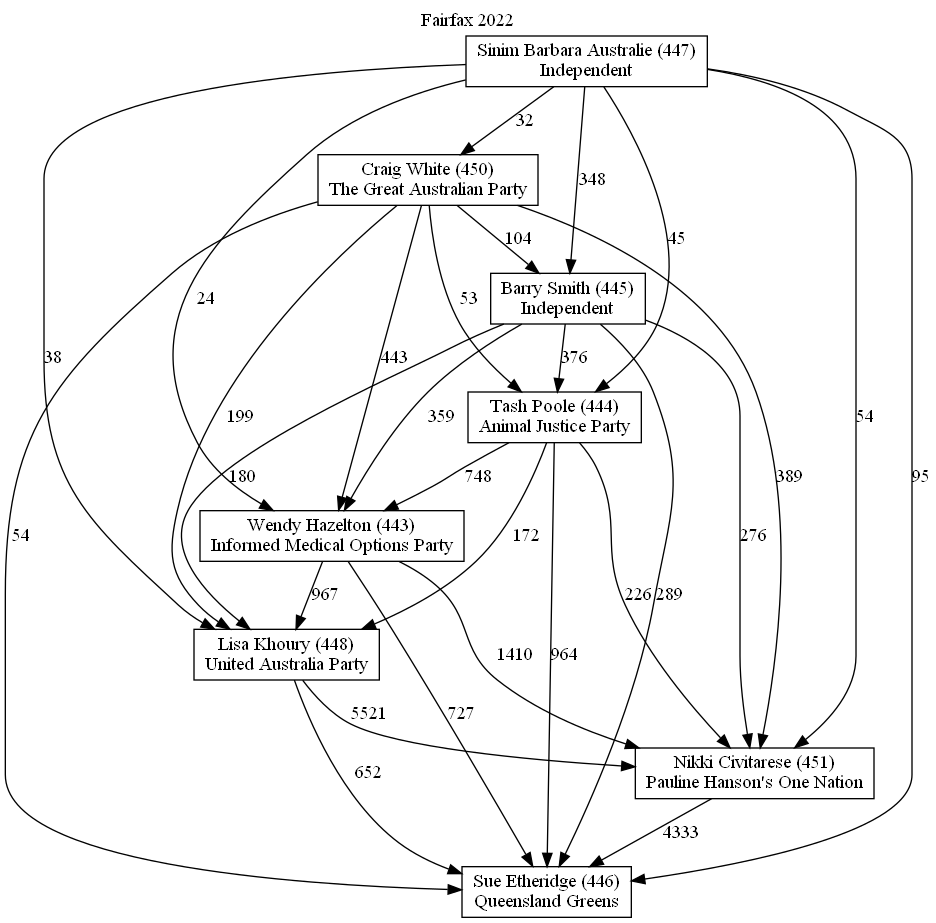 Fairfax 2022
Sinim Barbara Australie (447)
Independent
32
Craig White (450)
The Great Australian Party
348
45
104
Barry Smith (445)
Independent
24
53
38
443
376
Tash Poole (444)
Animal Justice Party
199
359
54
180
748
389
95
Wendy Hazelton (443)
Informed Medical Options Party
54
172
276
967
226
289
Lisa Khoury (448)
United Australia Party
1410
964
5521
727
Nikki Civitarese (451)
Pauline Hanson's One Nation
652
4333
Sue Etheridge (446)
Queensland Greens